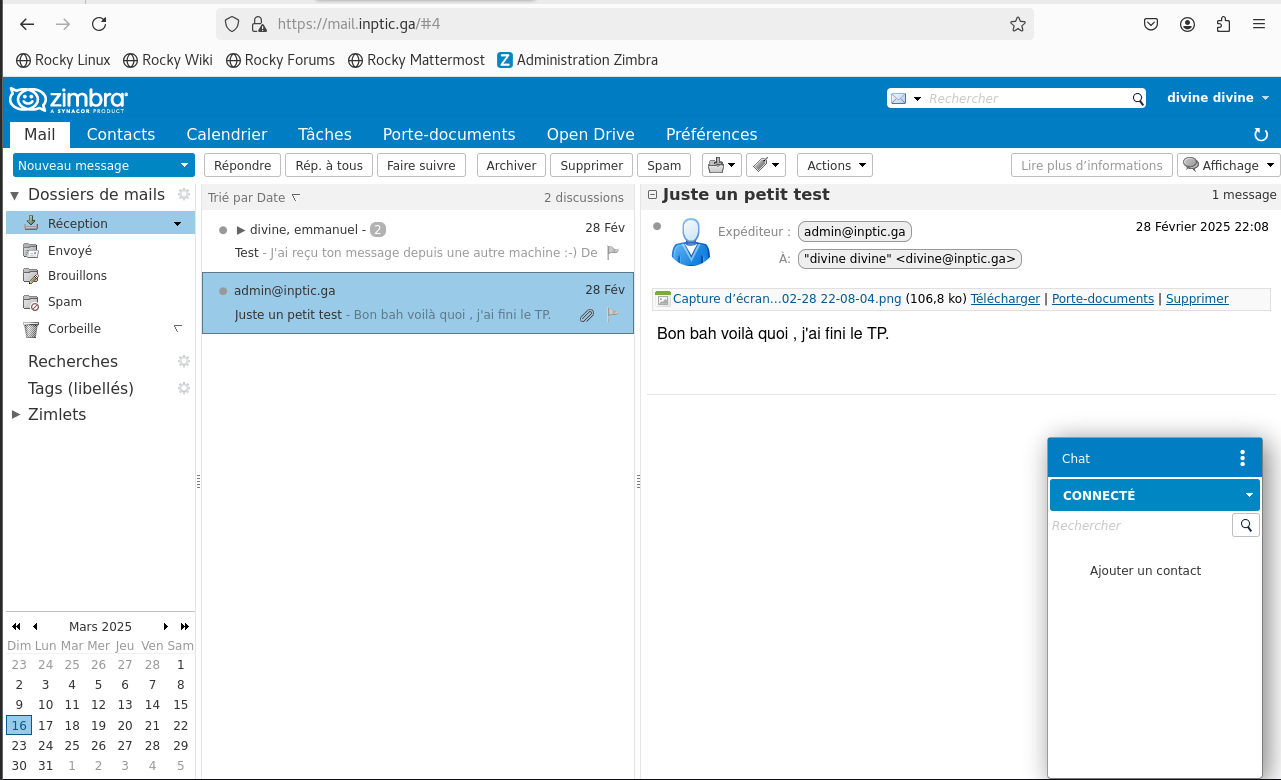 https://mail.inptic.ga/#4
Rocky Linux Rocky Wiki Rocky Forums Rocky Mattermost Z Administration Zimbra
zimbra
A SYNACOR PRODUCT
Rechercher
divine divine
Mail Contacts Calendrier Tâches Porte-documents Open Drive Préférences
Nouveau message Répondre Rép. à tous Faire suivre Archiver Supprimer Spam Actions Lire plus d’informations Affichage
Dossiers de mails
Réception
Envoyé
Brouillons
Spam
Corbeille
Recherches
Tags (libellés)
Zimlets
Trié par Date 2 discussions
divine, emmanuel - 2 28 Fév
Test - J'ai reçu ton message depuis une autre machine :-) De
admin@inptic.ga 28 Fév
Juste un petit test - Bon bah voilà quoi , j'ai fini le TP.
Juste un petit test 1 message
Expéditeur : admin@inptic.ga 28 Février 2025 22:08
À: "divine divine" <divine@inptic.ga>
Capture d’écran...02-28 22-08-04.png (106,8 ko) Télécharger | Porte-documents | Supprimer
Bon bah voilà quoi , j'ai fini le TP.
Chat
CONNECTÉ
Rechercher
Ajouter un contact
Mars 2025
Dim Lun Mar Mer Jeu Ven Sam
23 24 25 26 27 28 1
2 3 4 5 6 7 8
9 10 11 12 13 14 15
16 17 18 19 20 21 22
23 24 25 26 27 28 29
30 31 1 2 3 4 5